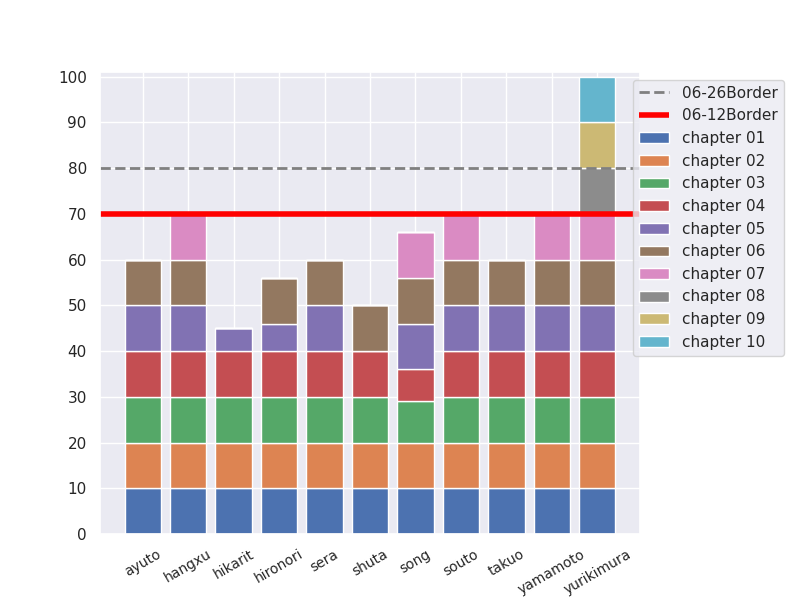 100
90
80
70
60
50
40
30
20
10
0
ayuto
hangxu
hikarit
hironori
sera
shuta
song
souto
takuo
yamamoto
yurikimura
06-26Border
06-12Border
chapter 01
chapter 02
chapter 03
chapter 04
chapter 05
chapter 06
chapter 07
chapter 08
chapter 09
chapter 10